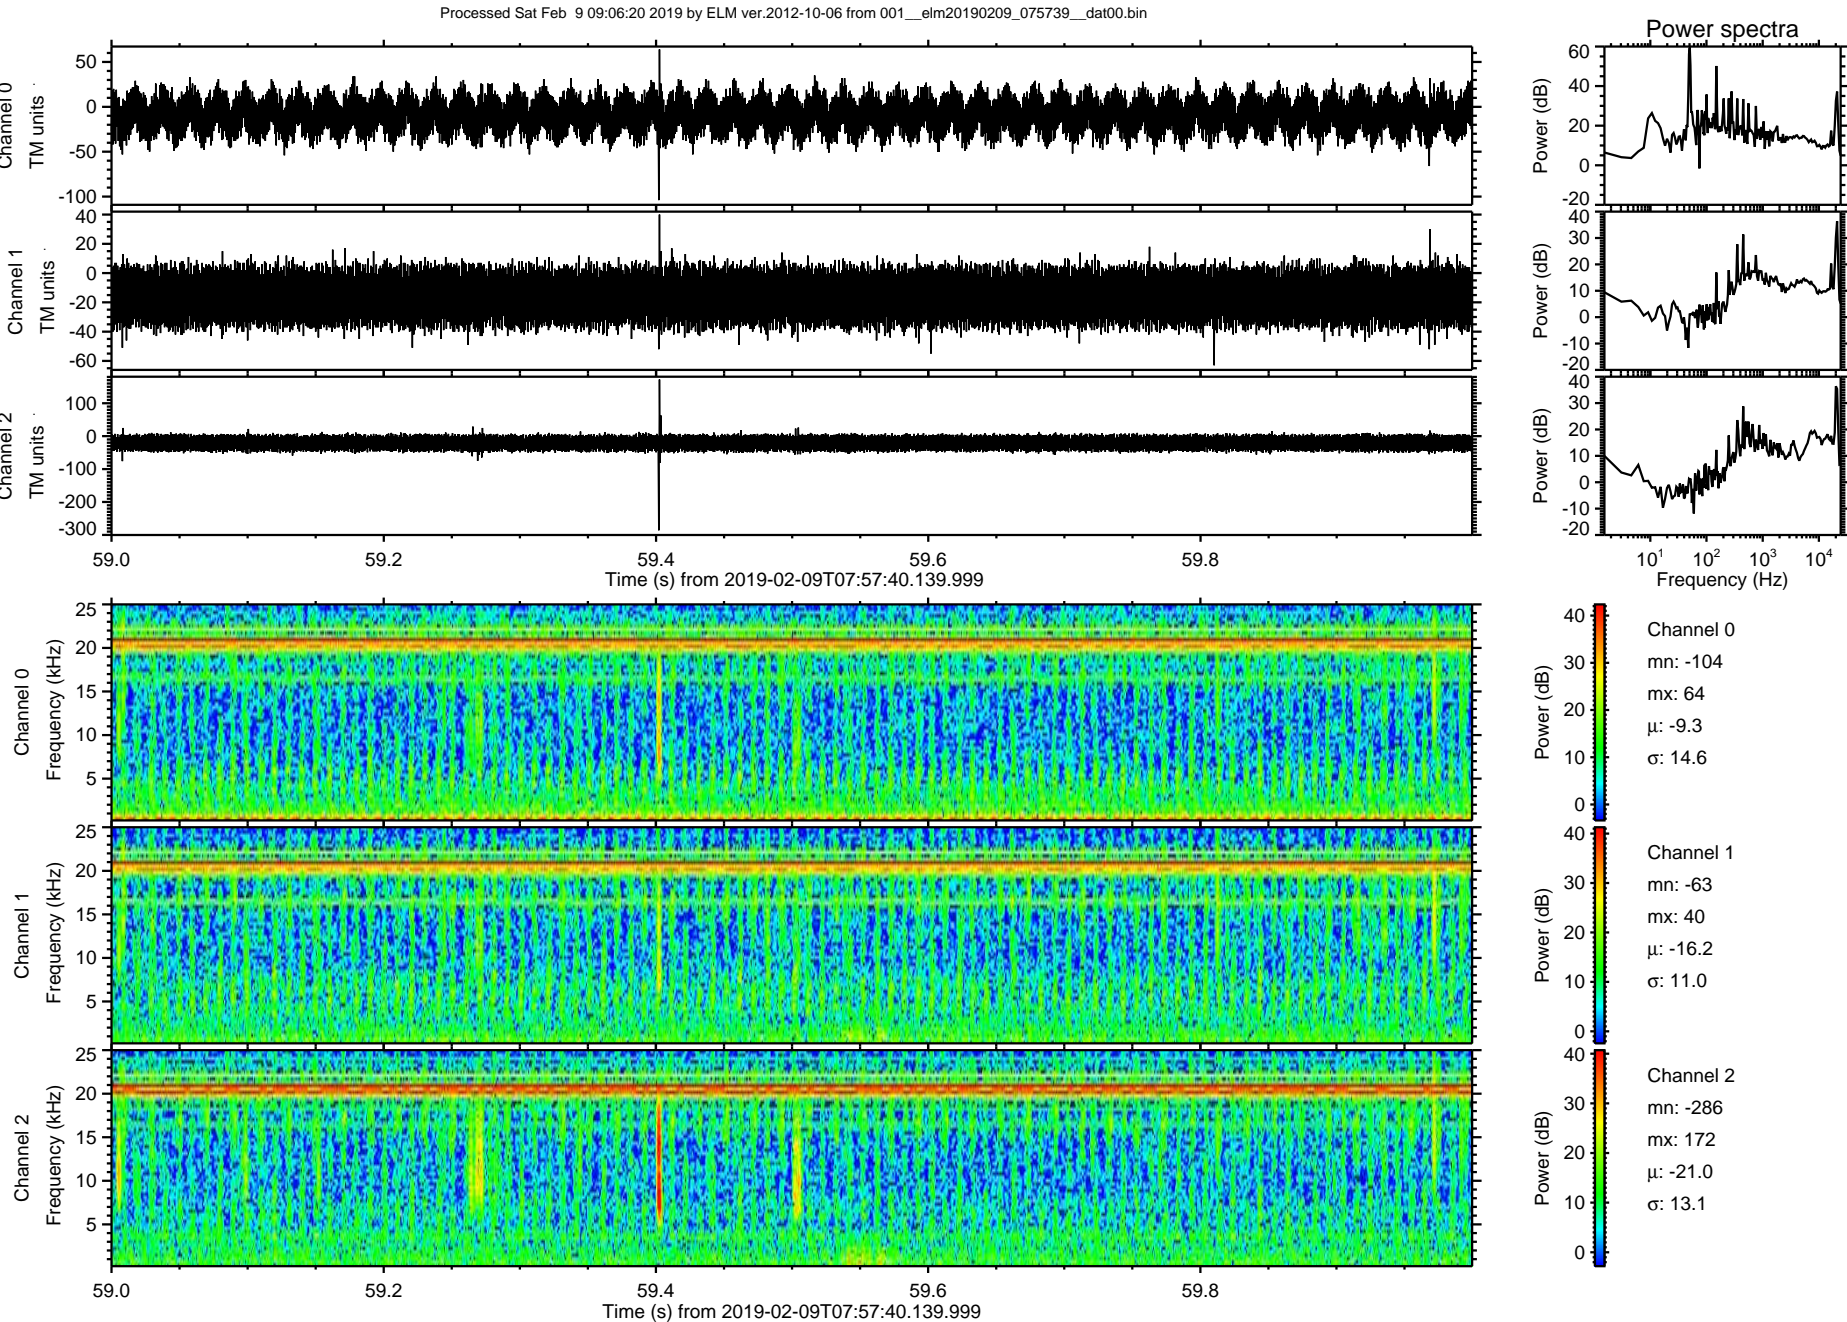 Processed Sat Feb 9 09:06:20 2019 by ELM ver.2012-10-06 from 001__elm20190209_075739__dat00.bin
Power spectra
Channel 0
TM units
50
0
-50
-100
Power (dB)
60
40
20
0
-20
Channel 1
TM units
40
20
0
-20
-40
-60
Power (dB)
40
30
20
10
0
-10
-20
Channel 2
TM units
100
0
-100
-200
-300
Power (dB)
40
30
20
10
0
-10
-20
59.0 59.2 59.4 59.6 59.8
Time (s) from 2019-02-09T07:57:40.139.999
10¹ 10² 10³ 10⁴
Frequency (Hz)
Channel 0
Frequency (kHz)
25
20
15
10
5
Power (dB)
40
30
20
10
0
Channel 0
mn: -104
mx: 64
μ: -9.3
σ: 14.6
Channel 1
Frequency (kHz)
25
20
15
10
5
Power (dB)
40
30
20
10
0
Channel 1
mn: -63
mx: 40
μ: -16.2
σ: 11.0
Channel 2
Frequency (kHz)
25
20
15
10
5
Power (dB)
40
30
20
10
0
Channel 2
mn: -286
mx: 172
μ: -21.0
σ: 13.1
59.0 59.2 59.4 59.6 59.8
Time (s) from 2019-02-09T07:57:40.139.999